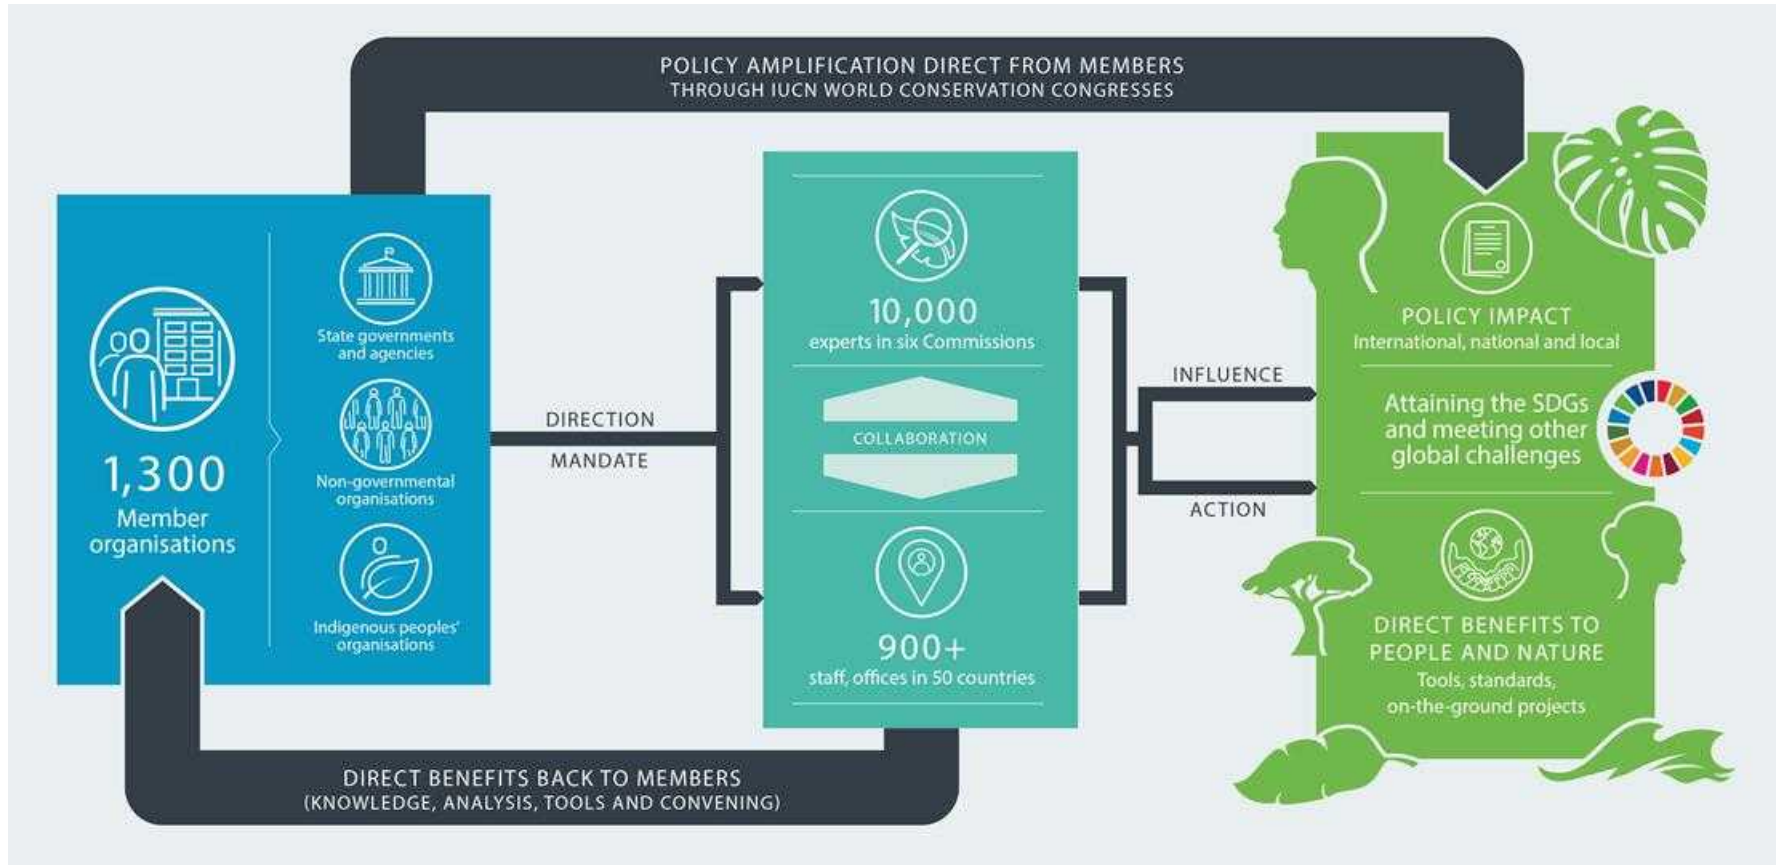 POLICY AMPLIFICATION DIRECT FROM MEMBERS
THROUGH IUCN WORLD CONSERVATION CONGRESSES
1,300
Member
organisations
State governments
and agencies
Non-governmental
organisations
Indigenous peoples'
organisations
DIRECTION
MANDATE
10,000
experts in six Commissions
COLLABORATION
900+
staff, offices in 50 countries
INFLUENCE
ACTION
POLICY IMPACT
International, national and local
Attaining the SDGs
and meeting other
global challenges
DIRECT BENEFITS TO
PEOPLE AND NATURE
Tools, standards,
on-the-ground projects
DIRECT BENEFITS BACK TO MEMBERS
(KNOWLEDGE, ANALYSIS, TOOLS AND CONVENING)